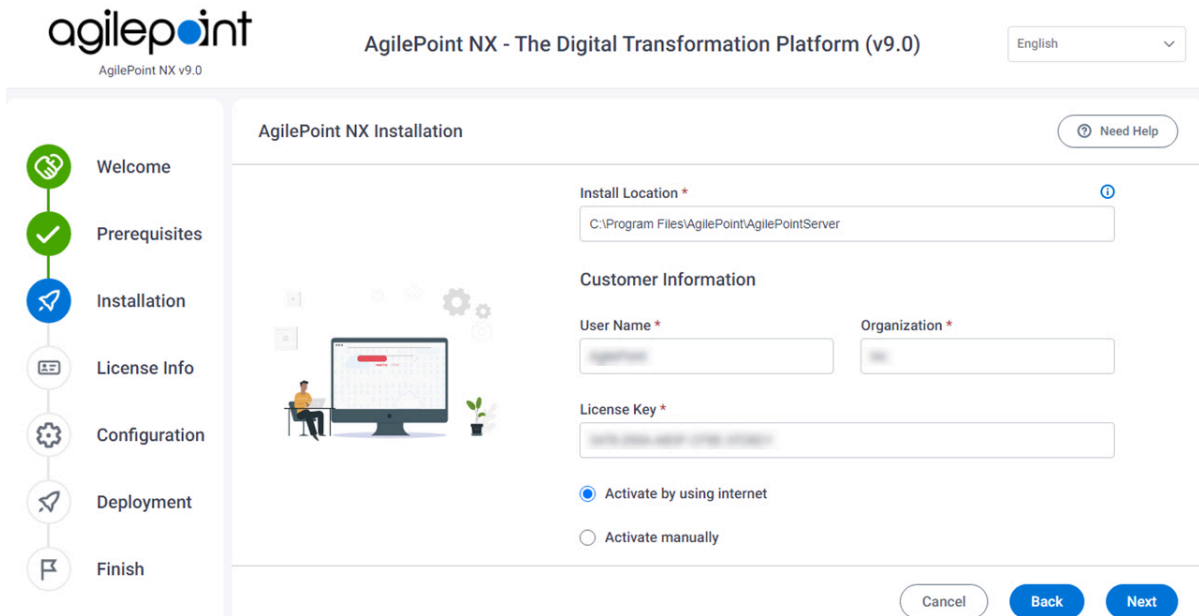 agilepoint
AgilePoint NX v9.0
AgilePoint NX - The Digital Transformation Platform (v9.0)
English
Welcome
Prerequisites
Installation
License Info
Configuration
Deployment
Finish
AgilePoint NX Installation
Need Help
Install Location *
C:\Program Files\AgilePoint\AgilePointServer
Customer Information
User Name *
Organization *
License Key *
Activate by using internet
Activate manually
Cancel
Back
Next